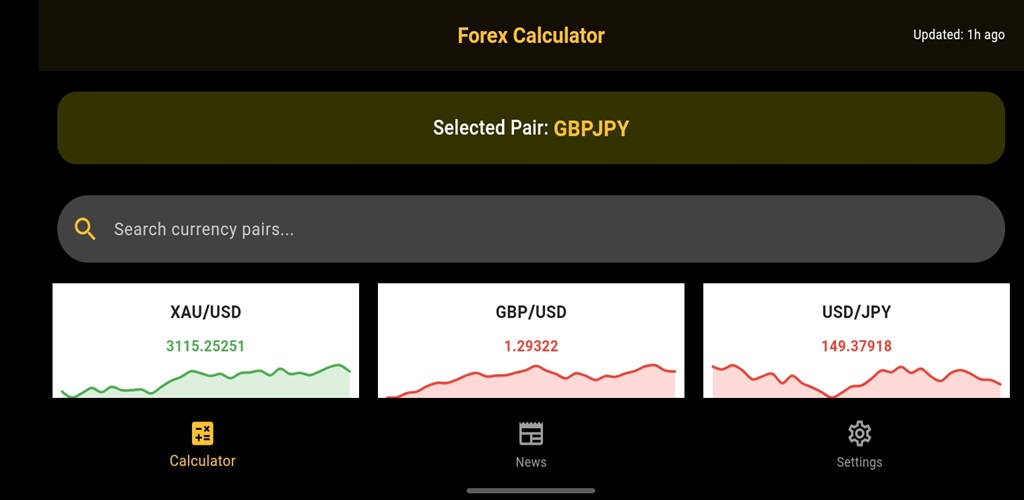 Forex Calculator
Updated: 1h ago
Selected Pair: GBPJPY
Search currency pairs...
XAU/USD
3115.25251
GBP/USD
1.29322
USD/JPY
149.37918
Calculator
News
Settings